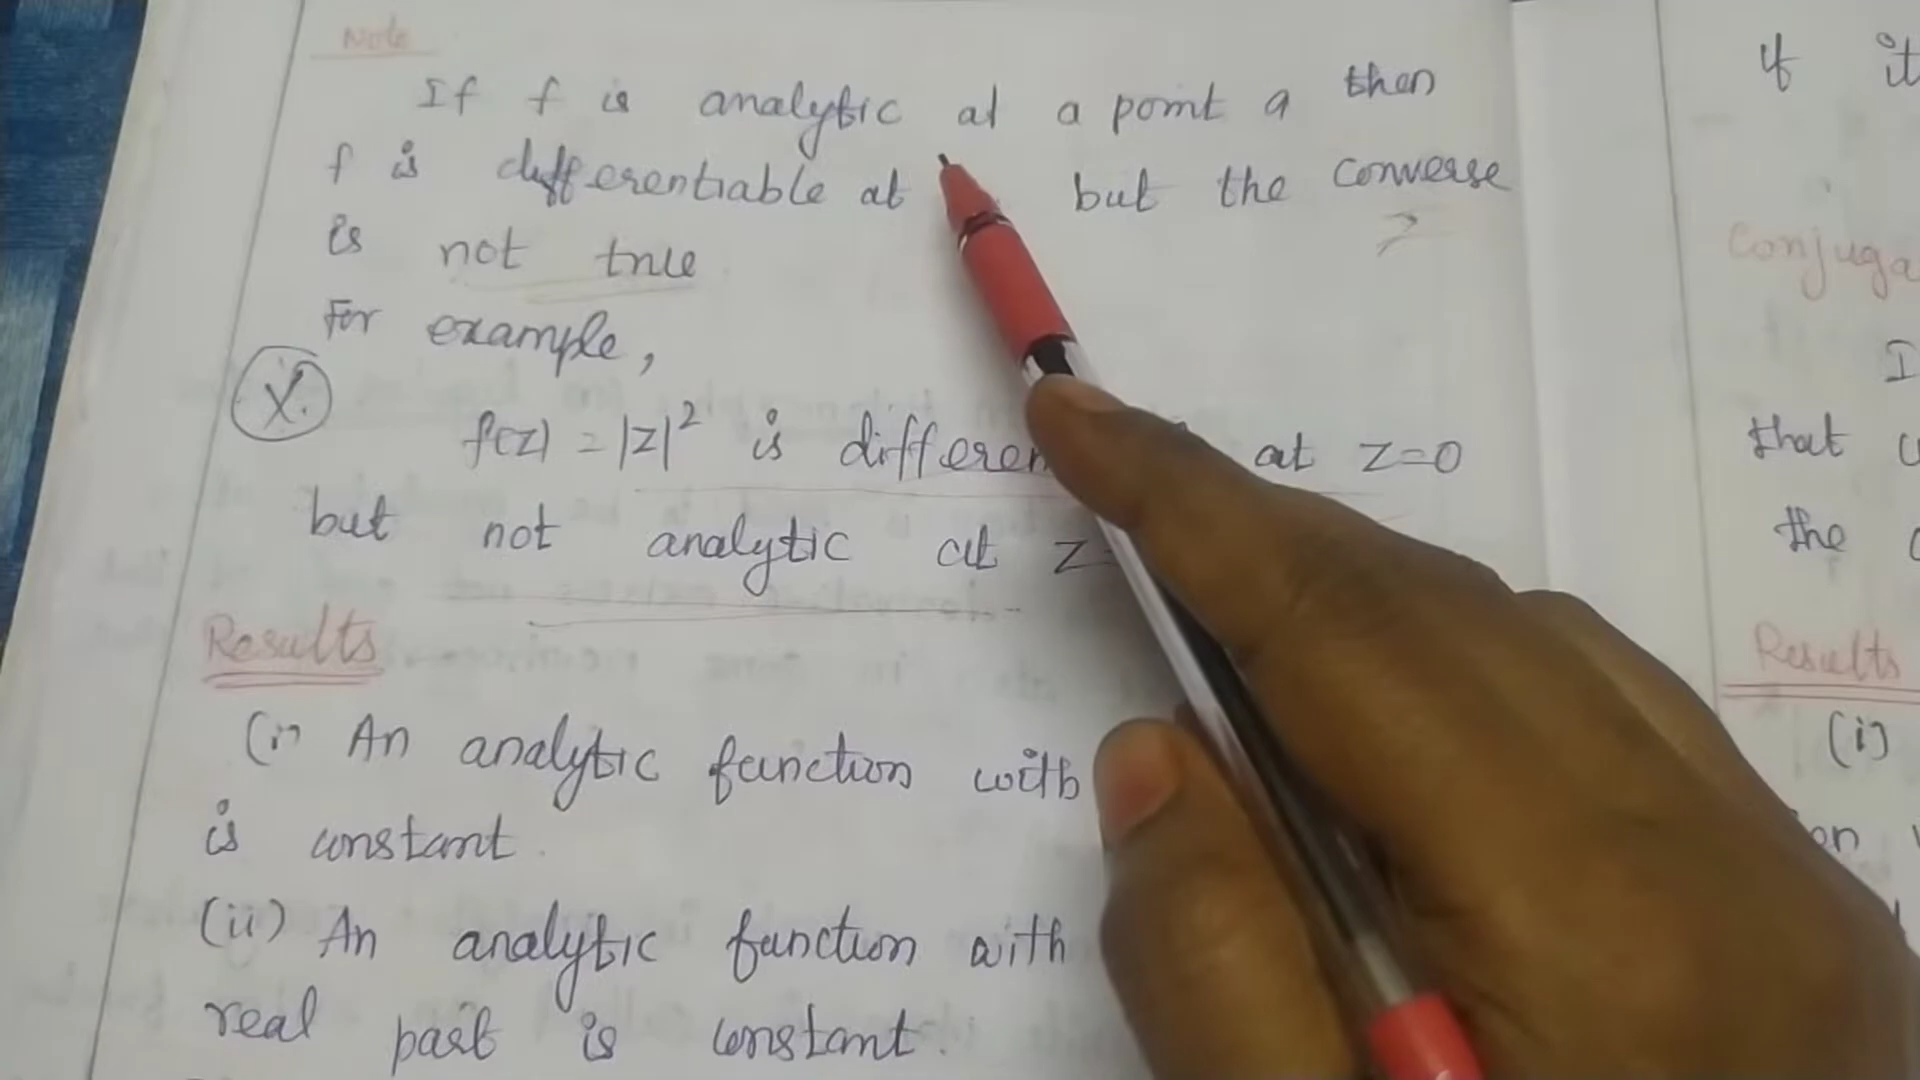 Note
If f is analytic at a point a then
f is differentiable at but the converse
is not true
For example,
X.
f(z) = |z|² is differen at z=0
but not analytic at z=
Results
(i) An analytic function with
is constant.
(ii) An analytic function with
real part is constant.
If it
Conjuga
I
that
the
Results
(i)
on